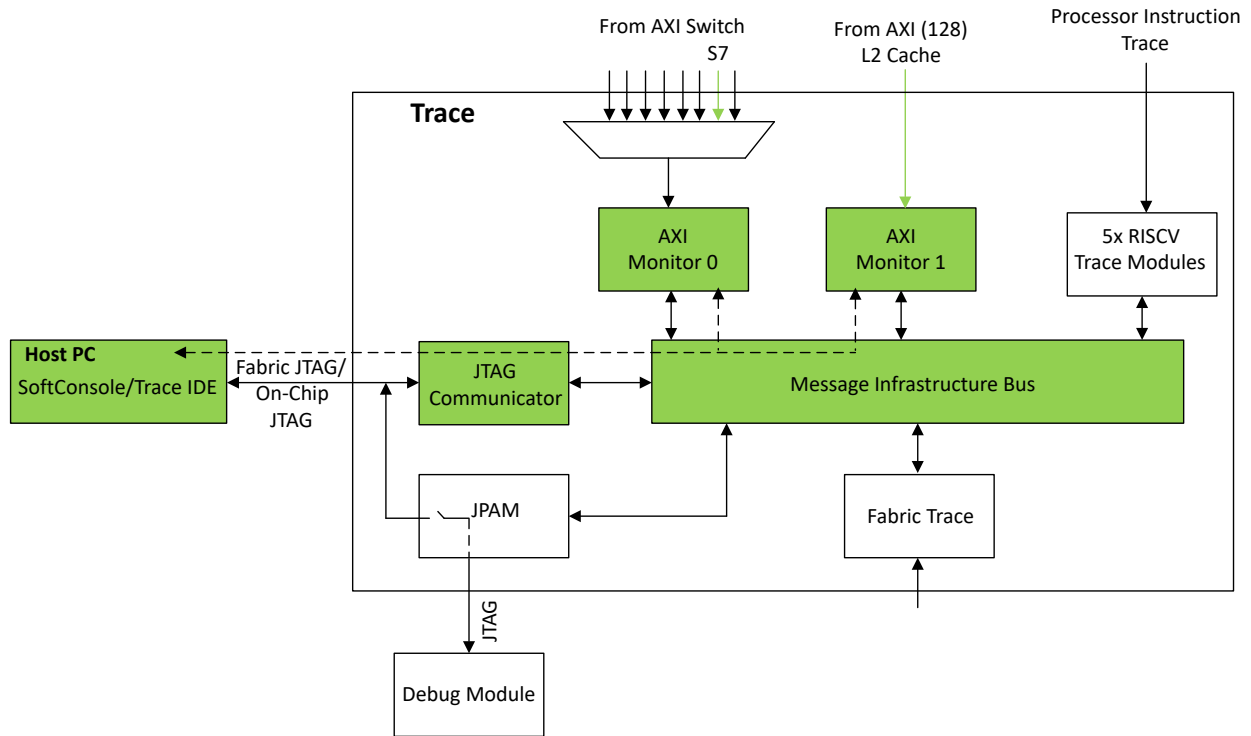 From AXI Switch
S7
From AXI (128)
L2 Cache
Processor Instruction
Trace
Trace
AXI
Monitor 0
AXI
Monitor 1
5x RISCV
Trace Modules
Host PC
SoftConsole/Trace IDE
Fabric JTAG/
On-Chip
JTAG
JTAG
Communicator
Message Infrastructure Bus
JPAM
Fabric Trace
JTAG
Debug Module